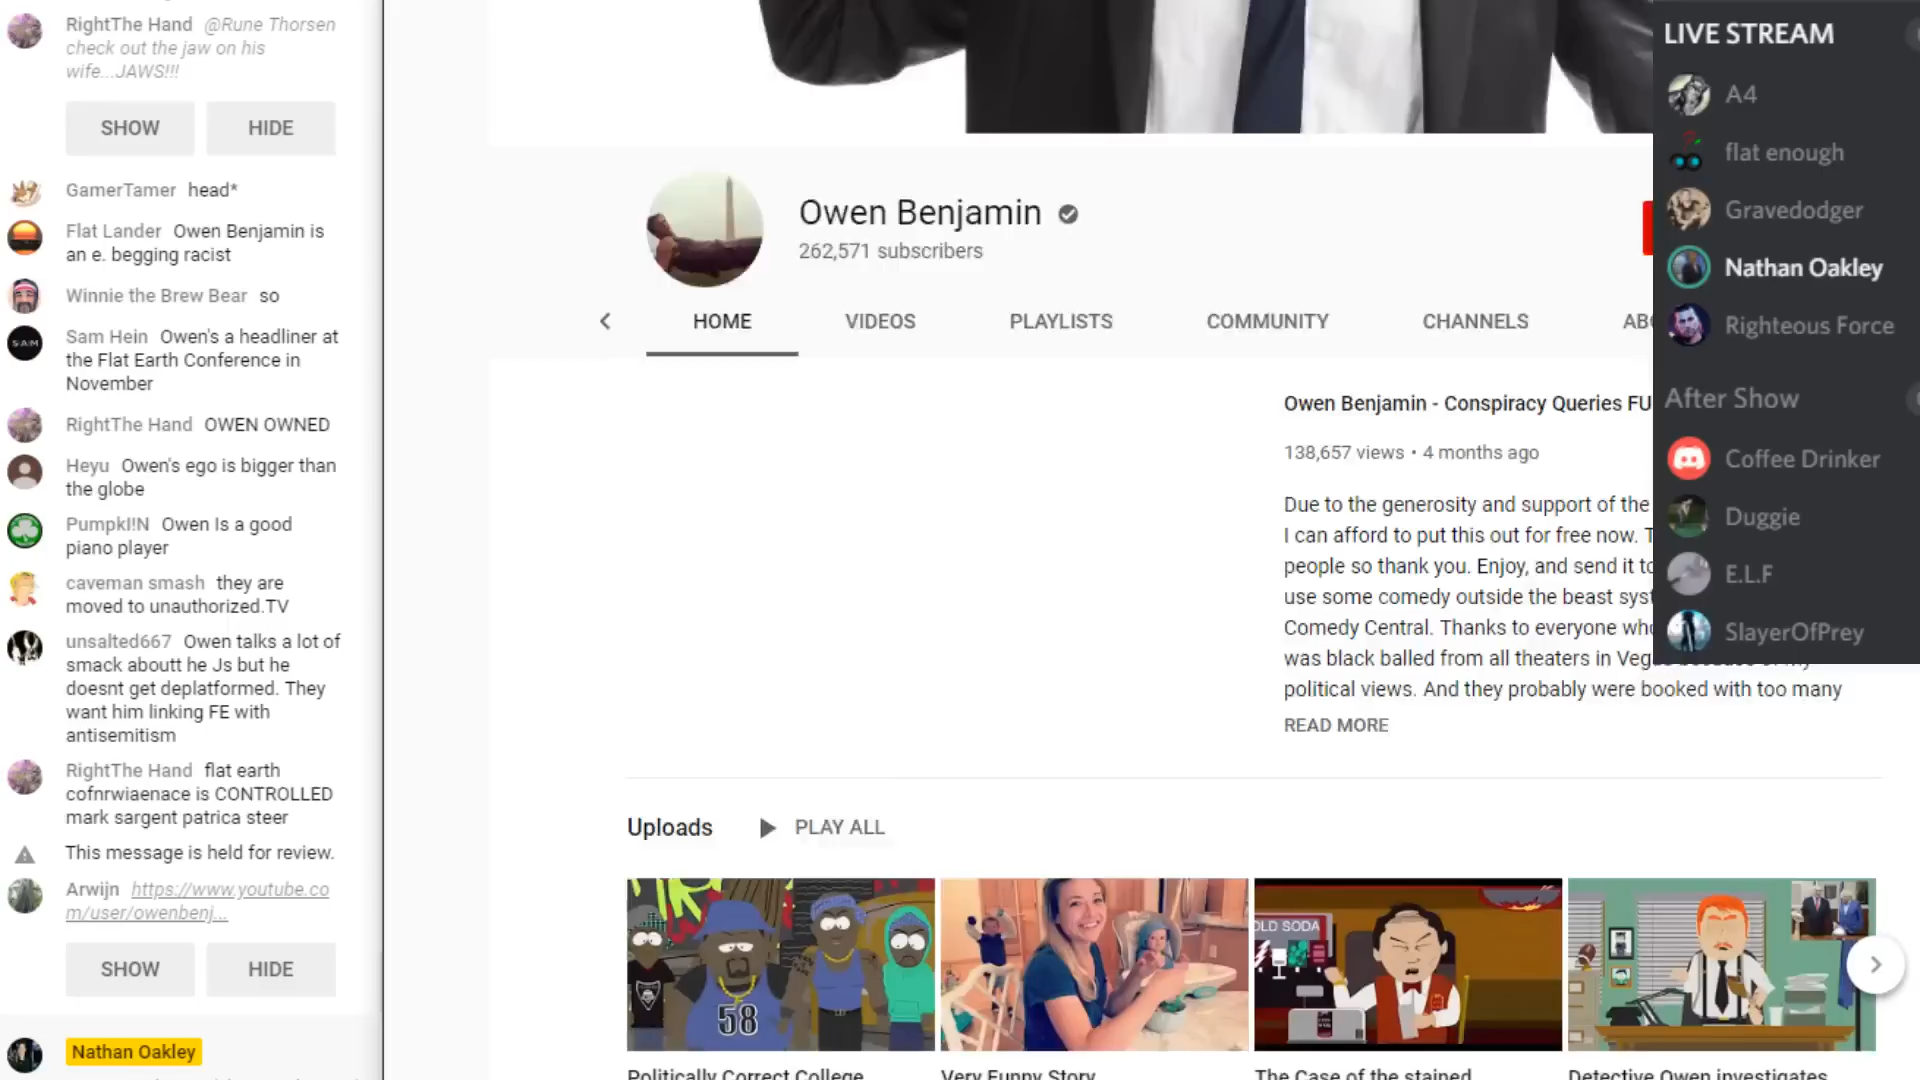 RightThe Hand @Rune Thorsen
check out the jaw on his
wife...JAWS!!!
SHOW HIDE
GamerTamer head*
Flat Lander Owen Benjamin is
an e. begging racist
Winnie the Brew Bear so
Sam Hein Owen's a headliner at
the Flat Earth Conference in
November
RightThe Hand OWEN OWNED
Heyu Owen's ego is bigger than
the globe
PumpkI!N Owen Is a good
piano player
caveman smash they are
moved to unauthorized.TV
unsalted667 Owen talks a lot of
smack aboutt he Js but he
doesnt get deplatformed. They
want him linking FE with
antisemitism
RightThe Hand flat earth
cofnrwiaenace is CONTROLLED
mark sargent patrica steer
This message is held for review.
Arwijn https://www.youtube.co
m/user/owenbenj...
SHOW HIDE
Nathan Oakley
Owen Benjamin
262,571 subscribers
HOME VIDEOS PLAYLISTS COMMUNITY CHANNELS AB
Owen Benjamin - Conspiracy Queries FU
138,657 views • 4 months ago
Due to the generosity and support of the
I can afford to put this out for free now. T
people so thank you. Enjoy, and send it to
use some comedy outside the beast syst
Comedy Central. Thanks to everyone who
was black balled from all theaters in Vegas because of my
political views. And they probably were booked with too many
READ MORE
Uploads PLAY ALL
58
OLD SODA
Politically Correct College
Very Funny Story
The Case of the stained
Detective Owen investigates
LIVE STREAM
A4
flat enough
Gravedodger
Nathan Oakley
Righteous Force
After Show
Coffee Drinker
Duggie
E.L.F
SlayerOfPrey